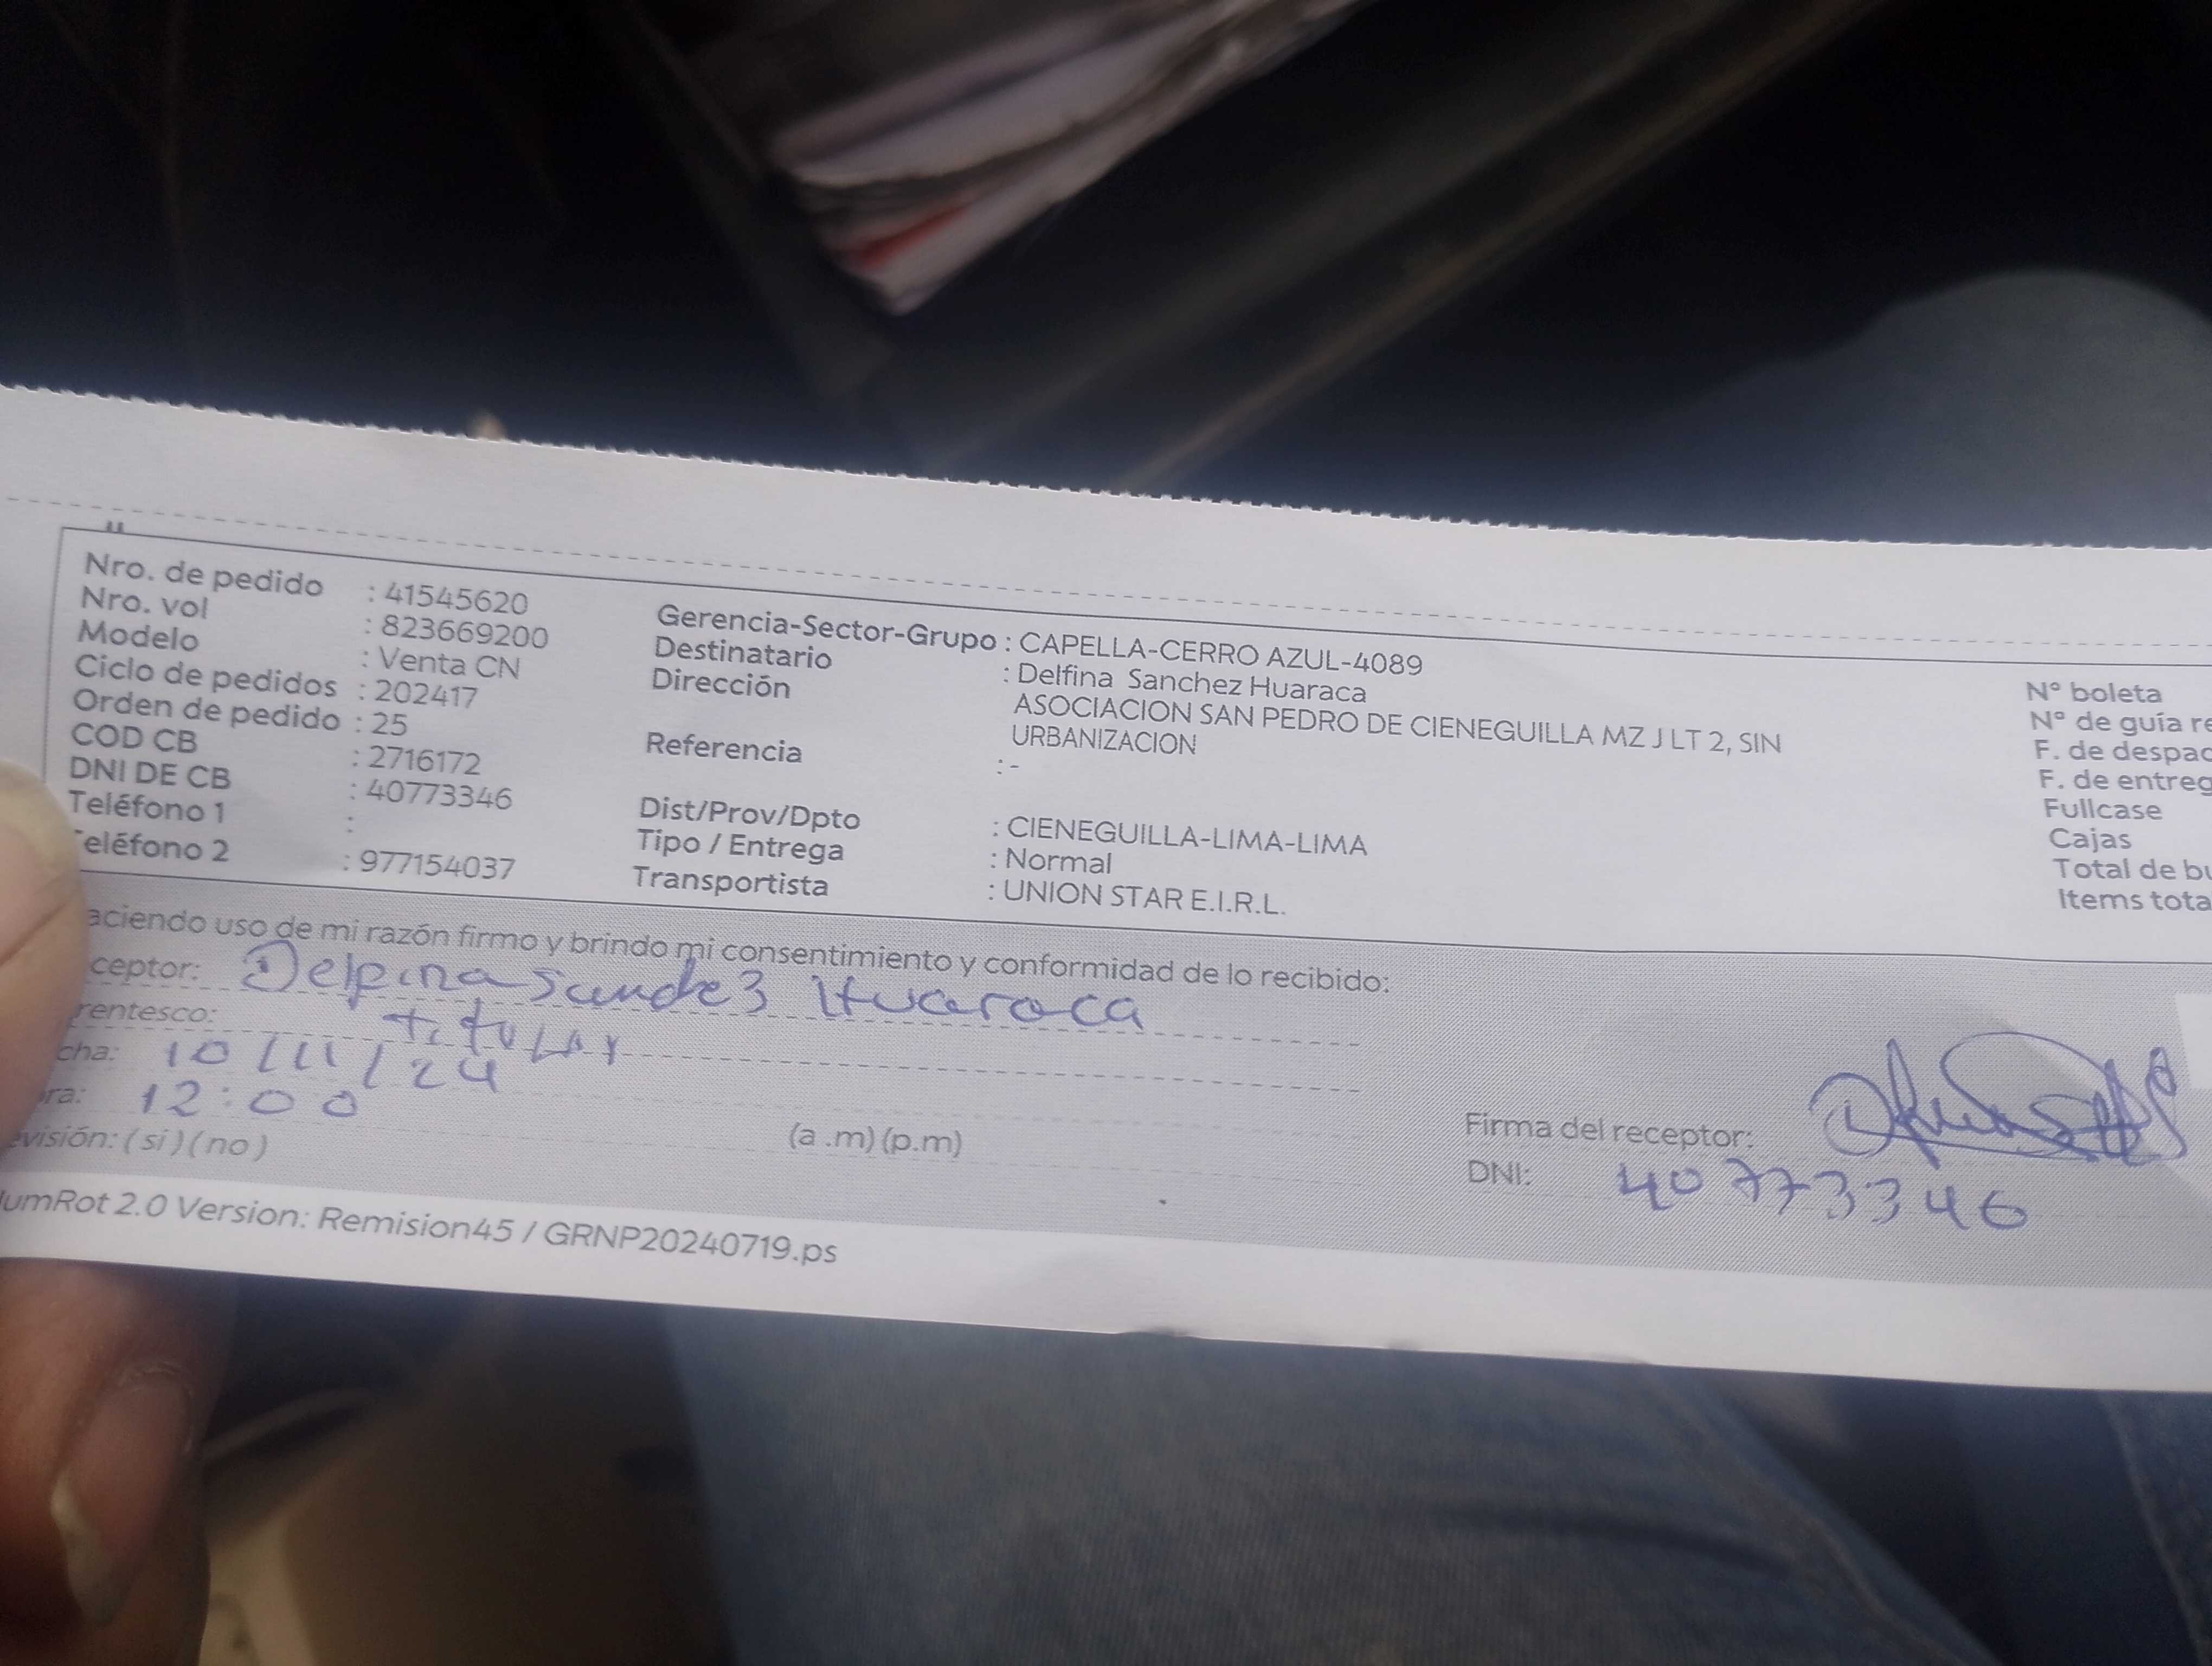 Nro. de pedido : 41545620
Nro. vol : 823669200
Modelo : Venta CN
Ciclo de pedidos : 202417
Orden de pedido : 25
COD CB : 2716172
DNI DE CB : 40773346
Teléfono 1 :
eléfono 2 : 977154037
Gerencia-Sector-Grupo : CAPELLA-CERRO AZUL-4089
Destinatario : Delfina Sanchez Huaraca
Dirección ASOCIACION SAN PEDRO DE CIENEGUILLA MZ J LT 2, SIN
URBANIZACION
Referencia :-
Dist/Prov/Dpto : CIENEGUILLA-LIMA-LIMA
Tipo / Entrega : Normal
Transportista : UNION STAR E.I.R.L.
N° boleta
N° de guía re
F. de despac
F. de entreg
Fullcase
Cajas
Total de bu
Items tota
aciendo uso de mi razón firmo y brindo mi consentimiento y conformidad de lo recibido:
ceptor: Delfina Sanchez Huaraca
rentesco: titular
cha: 10/11/24
ra: 12:00 (a .m) (p.m)
evisión: ( si ) ( no )
Firma del receptor:
DNI: 40773346
umRot 2.0 Version: Remision45 / GRNP20240719.ps